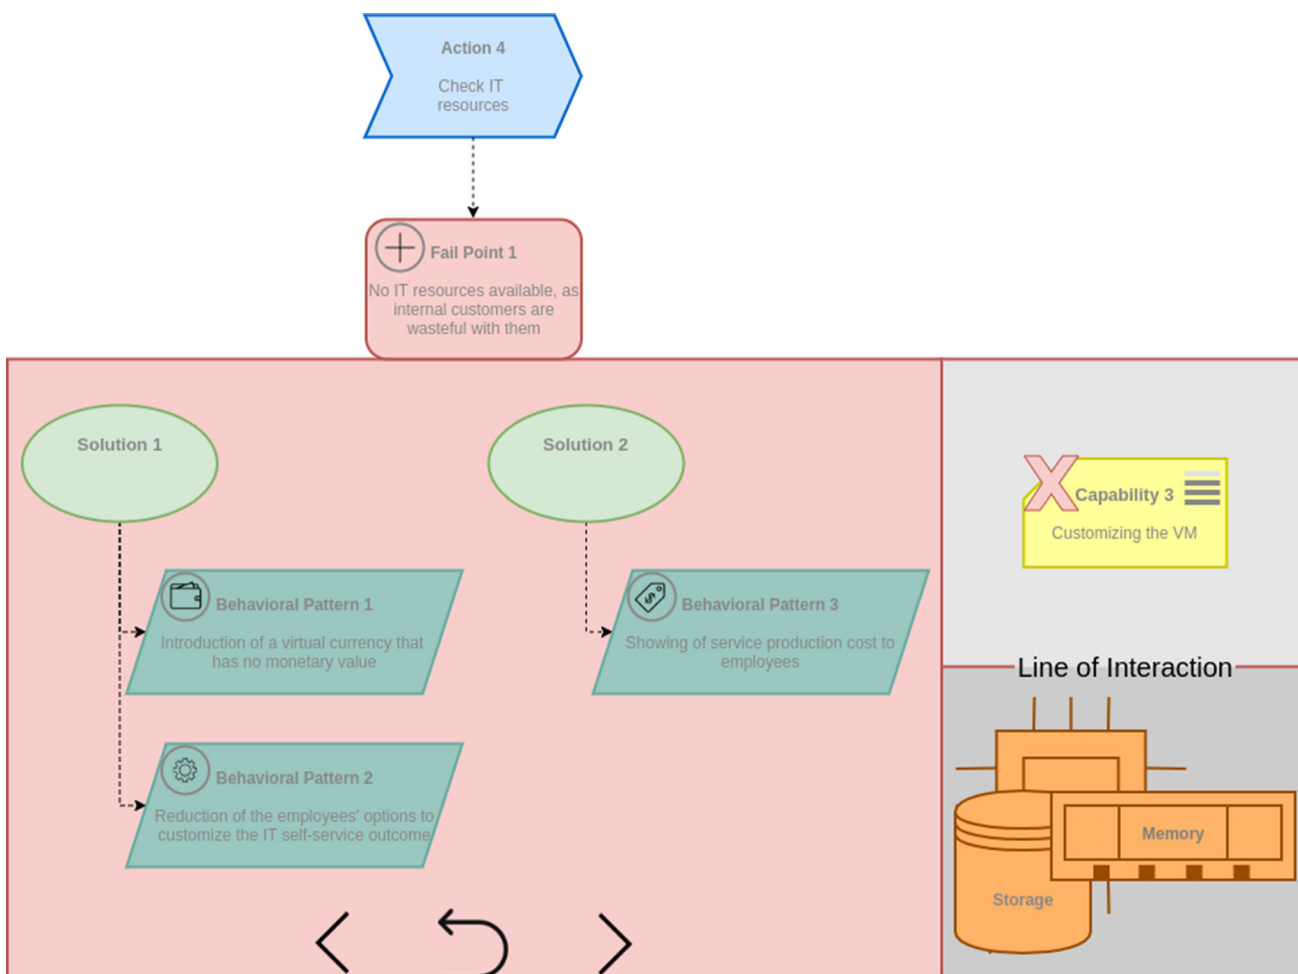 Action 4
Check IT
resources
Fail Point 1
No IT resources available, as
internal customers are
wasteful with them
Solution 1
Solution 2
Behavioral Pattern 1
Introduction of a virtual currency that
has no monetary value
Behavioral Pattern 3
Showing of service production cost to
employees
Behavioral Pattern 2
Reduction of the employees' options to
customize the IT self-service outcome
X
Capability 3
Customizing the VM
Line of Interaction
Memory
Storage